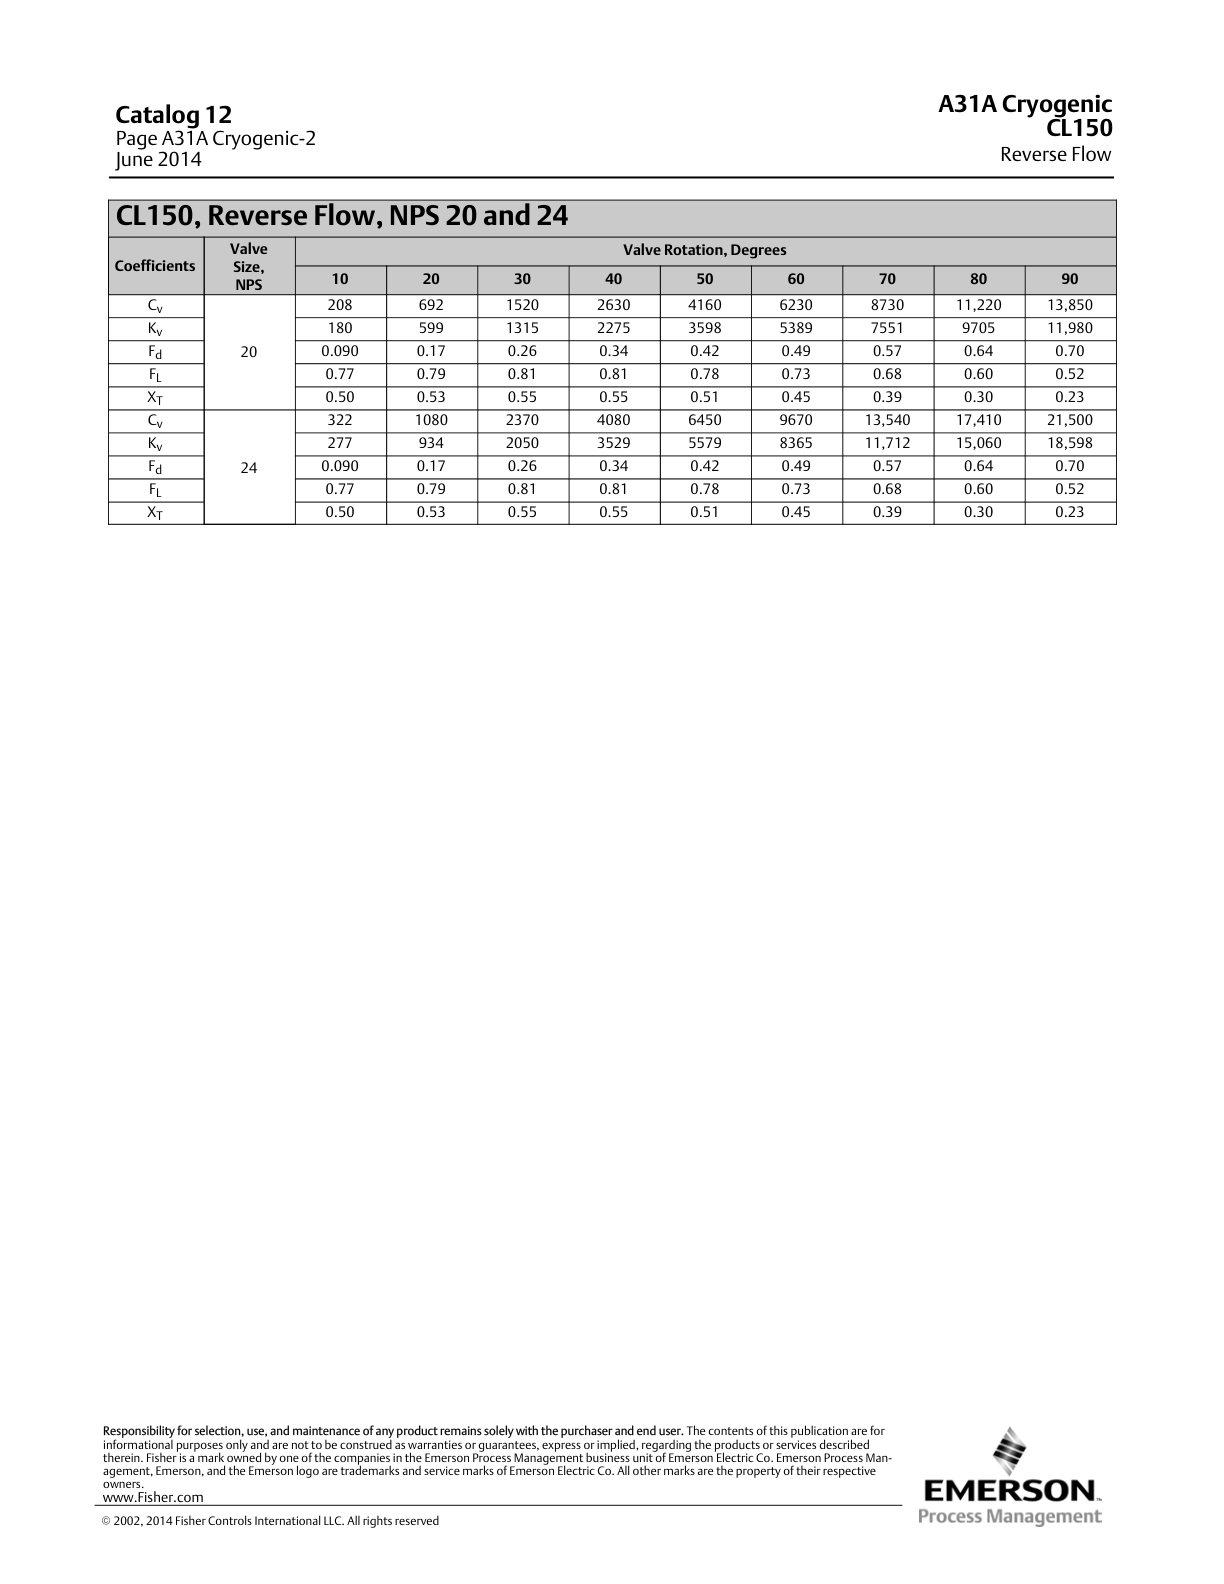 Catalog 12
Page A31A Cryogenic-2
June 2014
A31A Cryogenic
CL150
Reverse Flow
CL150, Reverse Flow, NPS 20 and 24
Coefficients Valve Size, NPS Valve Rotation, Degrees
10 20 30 40 50 60 70 80 90
Cv 20 208 692 1520 2630 4160 6230 8730 11,220 13,850
Kv 180 599 1315 2275 3598 5389 7551 9705 11,980
Fd 0.090 0.17 0.26 0.34 0.42 0.49 0.57 0.64 0.70
FL 0.77 0.79 0.81 0.81 0.78 0.73 0.68 0.60 0.52
XT 0.50 0.53 0.55 0.55 0.51 0.45 0.39 0.30 0.23
Cv 24 322 1080 2370 4080 6450 9670 13,540 17,410 21,500
Kv 277 934 2050 3529 5579 8365 11,712 15,060 18,598
Fd 0.090 0.17 0.26 0.34 0.42 0.49 0.57 0.64 0.70
FL 0.77 0.79 0.81 0.81 0.78 0.73 0.68 0.60 0.52
XT 0.50 0.53 0.55 0.55 0.51 0.45 0.39 0.30 0.23
Responsibility for selection, use, and maintenance of any product remains solely with the purchaser and end user. The contents of this publication are for
informational purposes only and are not to be construed as warranties or guarantees, express or implied, regarding the products or services described
therein. Fisher is a mark owned by one of the companies in the Emerson Process Management business unit of Emerson Electric Co. Emerson Process Man-
agement, Emerson, and the Emerson logo are trademarks and service marks of Emerson Electric Co. All other marks are the property of their respective
owners.
www.Fisher.com
© 2002, 2014 Fisher Controls International LLC. All rights reserved
EMERSON™
Process Management